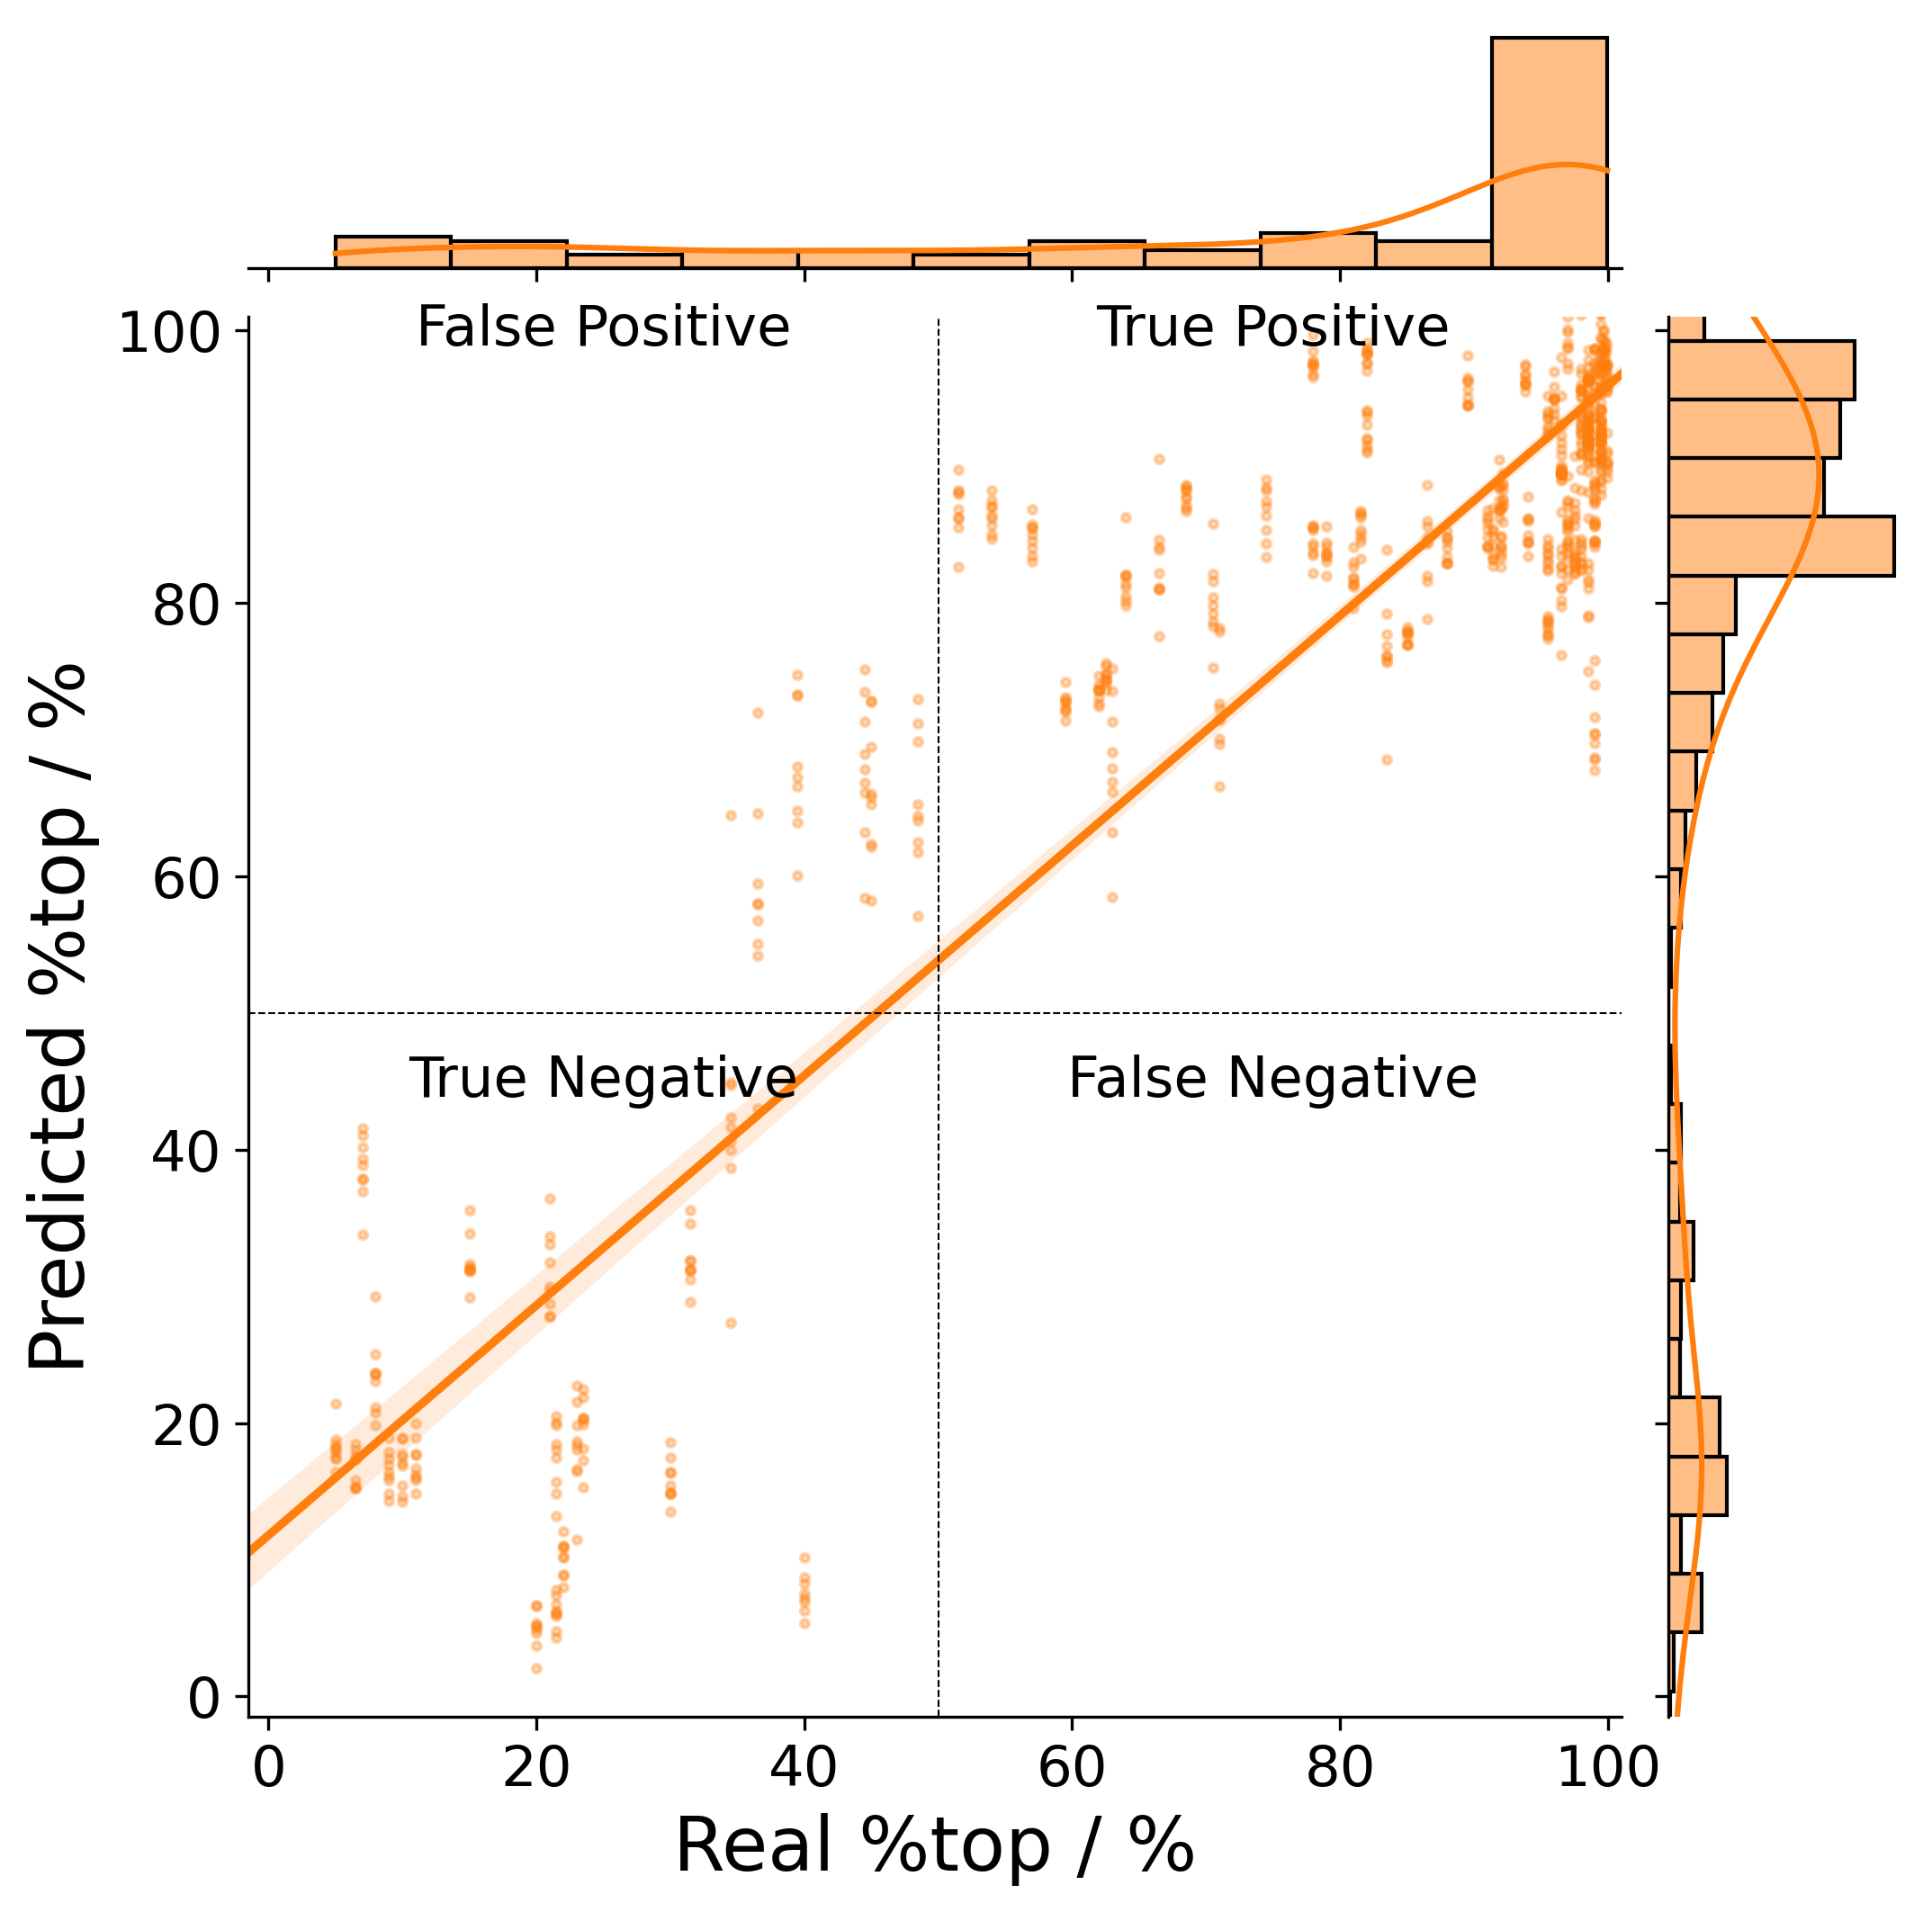 False Positive
True Positive
100
80
60
40
20
0
Predicted %top / %
True Negative
False Negative
0
20
40
60
80
100
Real %top / %